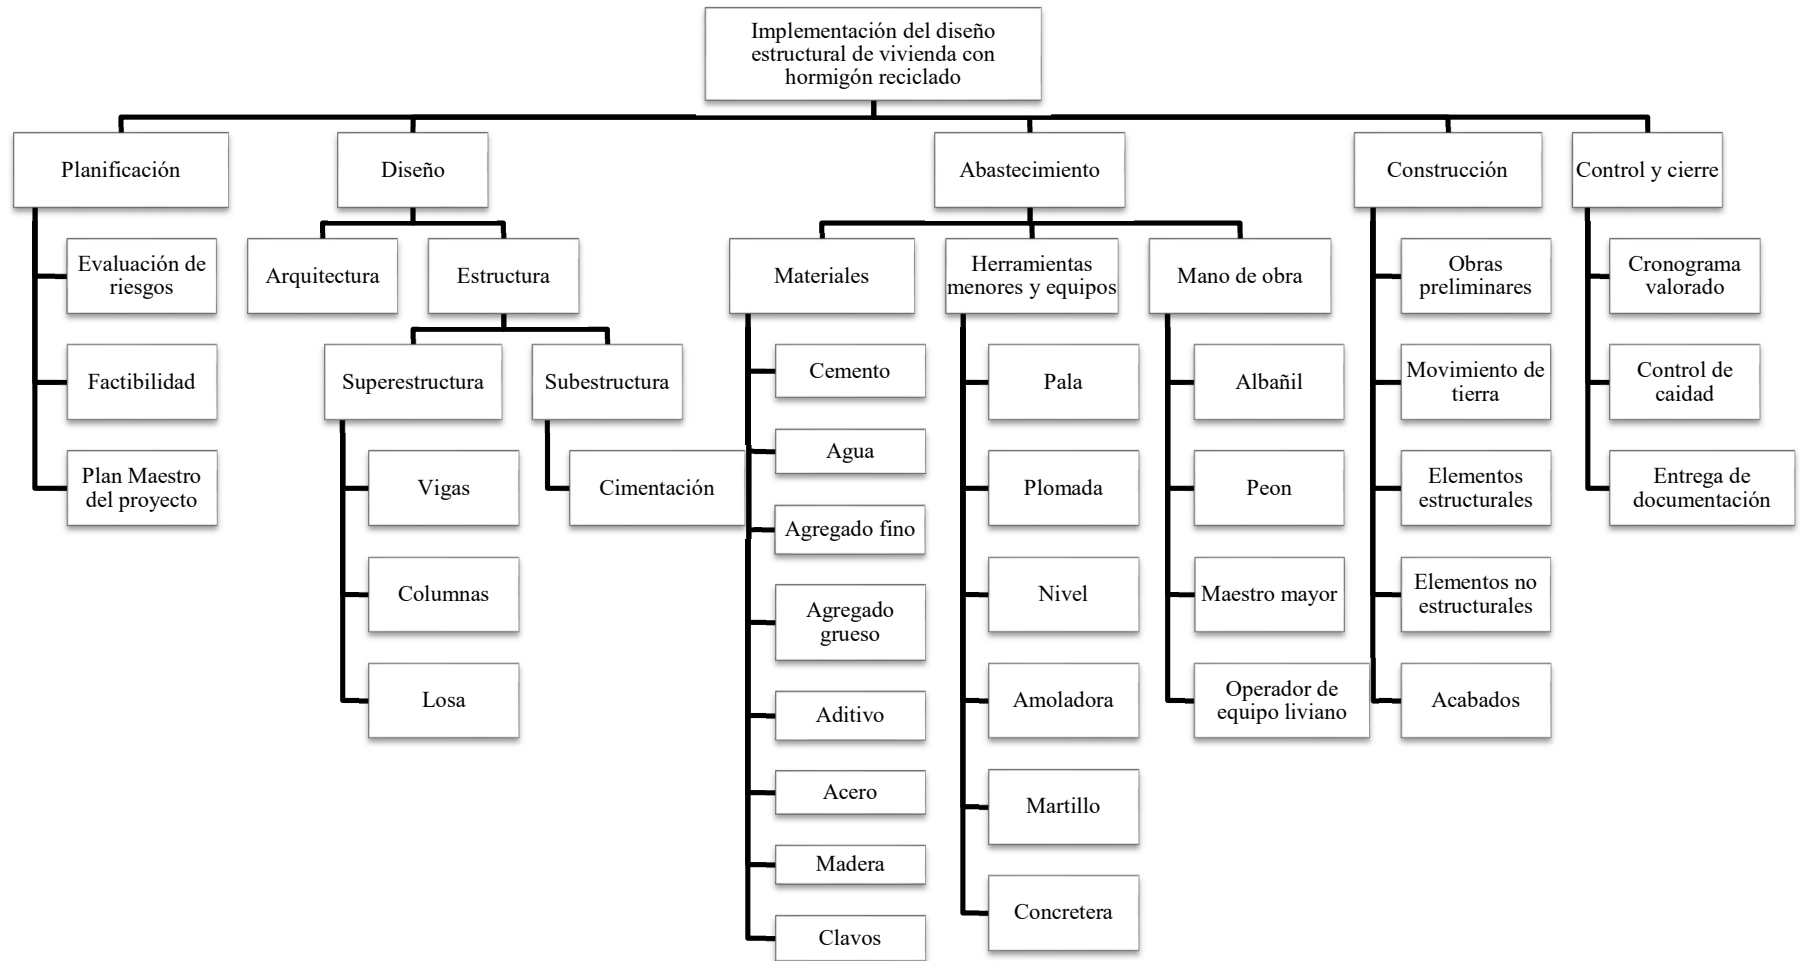 Implementación del diseño
estructural de vivienda con
hormigón reciclado
Planificación
Diseño
Abastecimiento
Construcción
Control y cierre
Evaluación de
riesgos
Factibilidad
Plan Maestro
del proyecto
Arquitectura
Estructura
Superestructura
Subestructura
Vigas
Columnas
Losa
Cimentación
Materiales
Herramientas
menores y equipos
Mano de obra
Cemento
Agua
Agregado fino
Agregado
grueso
Aditivo
Acero
Madera
Clavos
Pala
Plomada
Nivel
Amoladora
Martillo
Concretera
Albañil
Peon
Maestro mayor
Operador de
equipo liviano
Obras
preliminares
Movimiento de
tierra
Elementos
estructurales
Elementos no
estructurales
Acabados
Cronograma
valorado
Control de
caidad
Entrega de
documentación